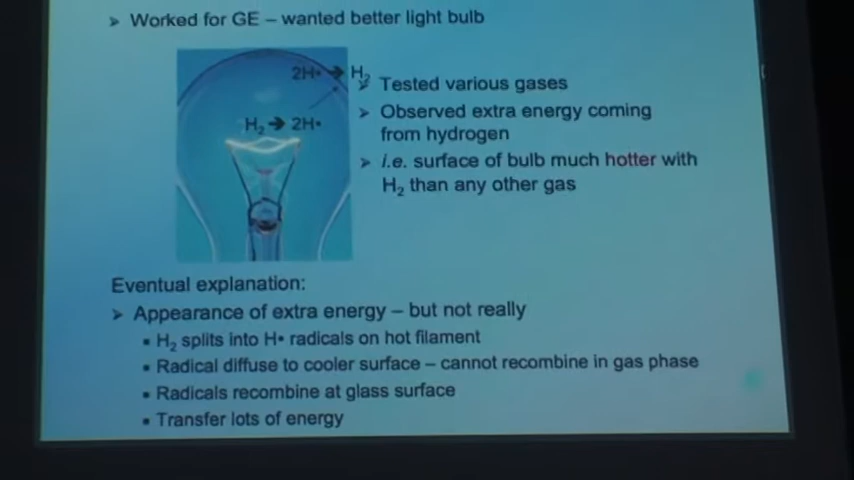 ➢ Worked for GE – wanted better light bulb
2H• ➔ H₂
➢ Tested various gases
➢ Observed extra energy coming
H₂ ➔ 2H•
from hydrogen
➢ i.e. surface of bulb much hotter with
H₂ than any other gas
Eventual explanation:
➢ Appearance of extra energy – but not really
▪ H₂ splits into H• radicals on hot filament
▪ Radical diffuse to cooler surface – cannot recombine in gas phase
▪ Radicals recombine at glass surface
▪ Transfer lots of energy